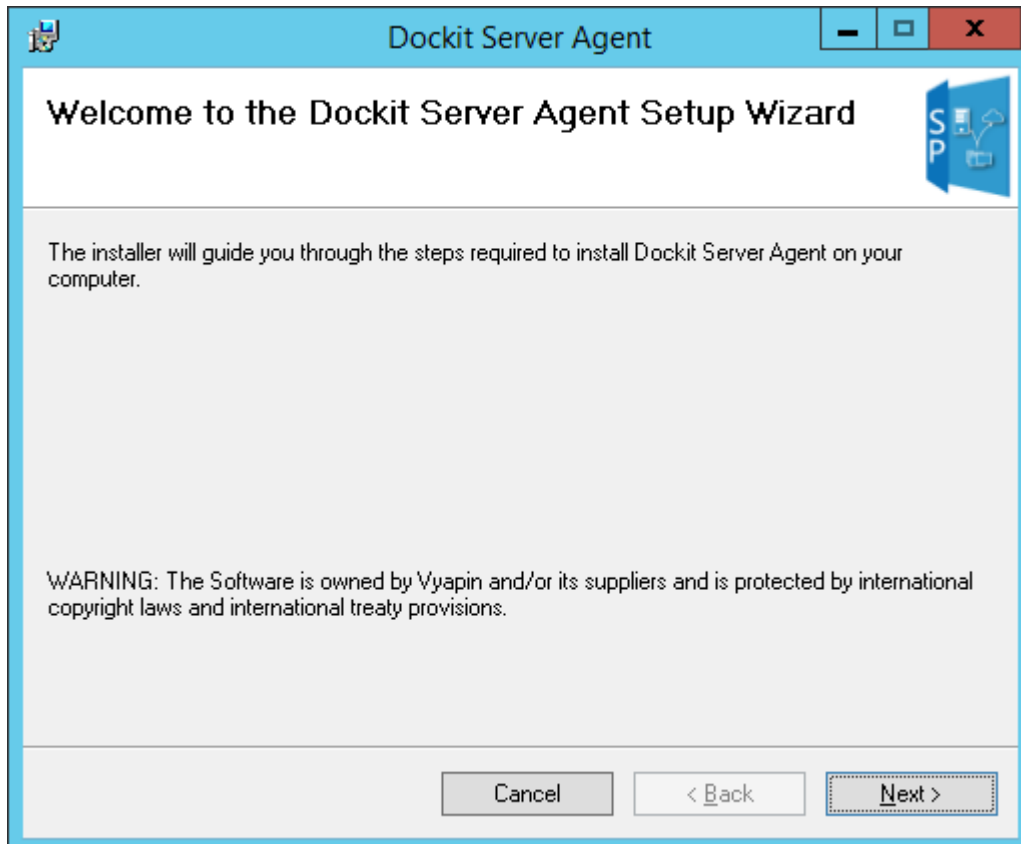 Dockit Server Agent
Welcome to the Dockit Server Agent Setup Wizard
S
P
The installer will guide you through the steps required to install Dockit Server Agent on your
computer.
WARNING: The Software is owned by Vyapin and/or its suppliers and is protected by international
copyright laws and international treaty provisions.
Cancel
< Back
Next >